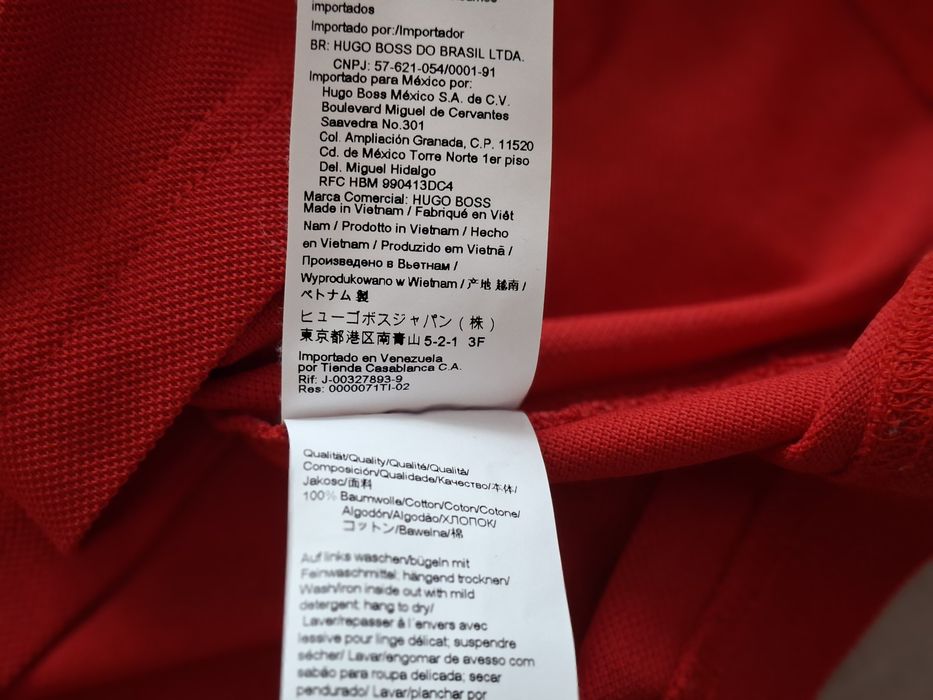 importados
Importado por:/Importador
BR: HUGO BOSS DO BRASIL LTDA.
CNPJ: 57-621-054/0001-91
Importado para México por:
Hugo Boss México S.A. de C.V.
Boulevard Miguel de Cervantes
Saavedra No.301
Col. Ampliación Granada, C.P. 11520
Cd. de México Torre Norte 1er piso
Del. Miguel Hidalgo
RFC HBM 990413DC4
Marca Comercial: HUGO BOSS
Made in Vietnam / Fabriqué en Viêt
Nam / Prodotto in Vietnam / Hecho
en Vietnam / Produzido em Vietnã /
Произведено в Вьетнам /
Wyprodukowano w Wietnam / 产地 越南 /
ベトナム 製
ヒューゴボスジャパン ( 株 )
東京都港区南青山 5-2-1 3F
Importado en Venezuela
por Tienda Casablanca C.A.
Rif: J-00327893-9
Res: 0000071TI-02
Qualität/Quality/Qualité/Qualità/
Composición/Qualidade/Качество/本体/
Jakosc/面料
100% Baumwolle/Cotton/Coton/Cotone/
Algodón/Algodão/ХЛОПОК/
コットン/Bawelna/棉
Auf links waschen/bügeln mit
Feinwaschmittel; hängend trocknen/
Wash/iron inside out with mild
detergent; hang to dry/
Laver/repasser à l'envers avec
lessive pour linge délicat; suspendre
sécher/ Lavar/engomar de avesso com
sabão para roupa delicada; secar
pendurado/ Lavar/planchar por